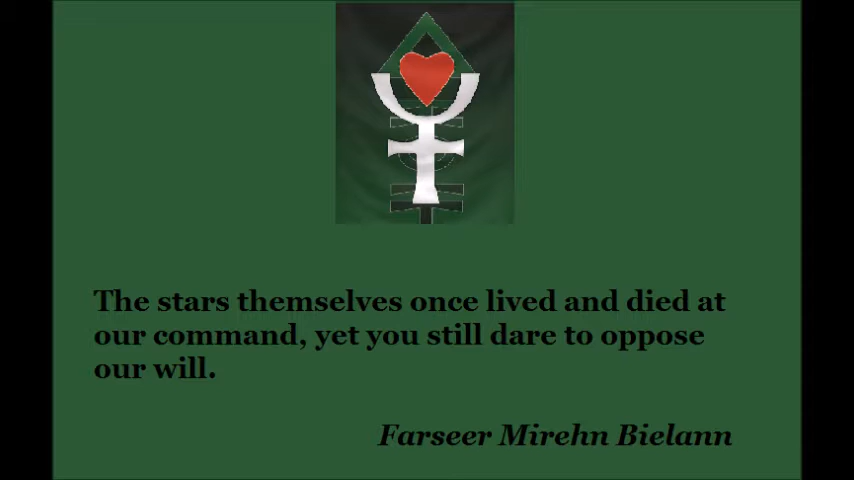 The stars themselves once lived and died at
our command, yet you still dare to oppose
our will.
Farseer Mirehn Bielann